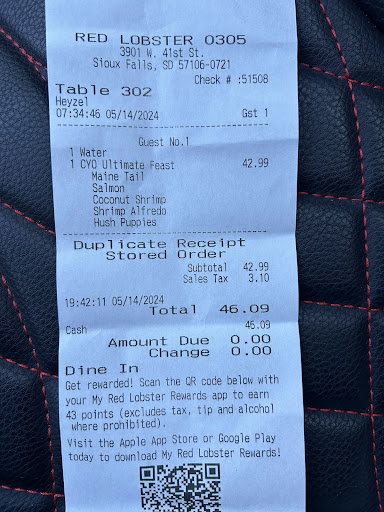 RED LOBSTER 0305
3901 W. 41st St.
Sioux Falls, SD 57106-0721
Check # :51508
Table 302
Heyzel
07:34:46 05/14/2024 Gst 1
Guest No.1
1 Water
1 CYO Ultimate Feast 42.99
Maine Tail
Salmon
Coconut Shrimp
Shrimp Alfredo
Hush Puppies
Duplicate Receipt
Stored Order
Subtotal 42.99
Sales Tax 3.10
19:42:11 05/14/2024
Total 46.09
Cash 46.09
Amount Due 0.00
Change 0.00
Dine In
Get rewarded! Scan the QR code below with
your My Red Lobster Rewards app to earn
43 points (excludes tax, tip and alcohol
where prohibited).
Visit the Apple App Store or Google Play
today to download My Red Lobster Rewards!